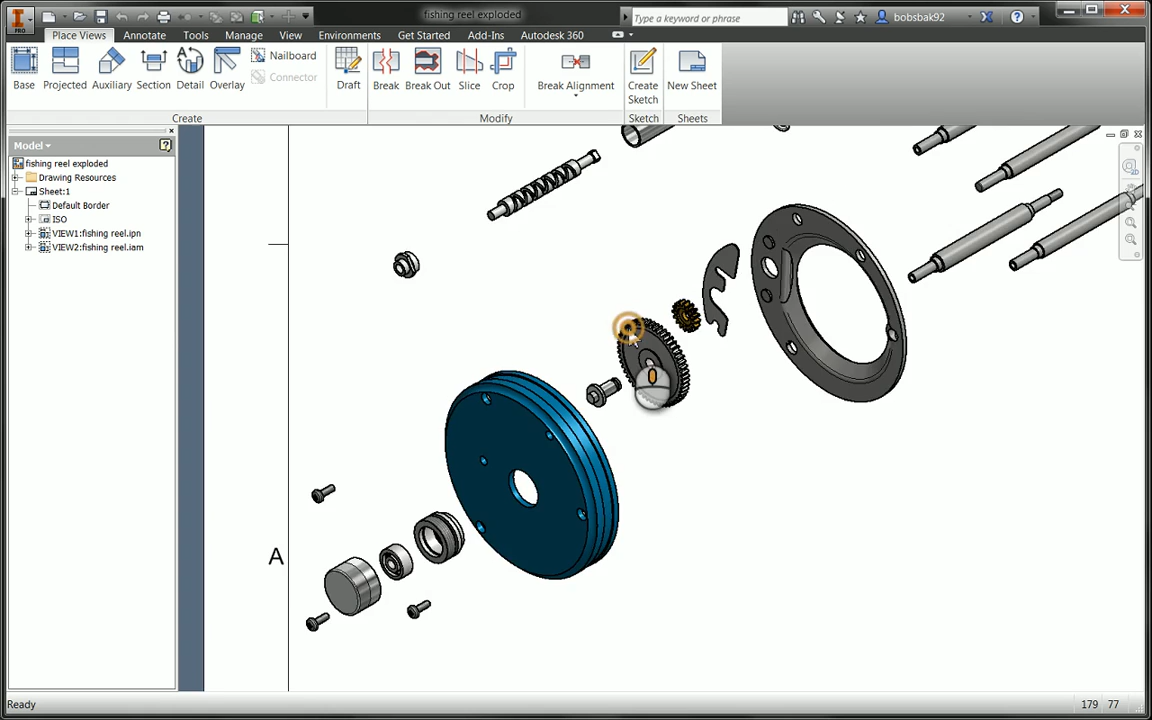 fishing reel exploded
Type a keyword or phrase
bobsbak92
PRO
Place Views Annotate Tools Manage View Environments Get Started Add-Ins Autodesk 360
Base Projected Auxiliary Section Detail Overlay Nailboard Connector Draft Break Break Out Slice Crop Break Alignment Create Sketch New Sheet
Create Modify Sketch Sheets
Model
fishing reel exploded
Drawing Resources
Sheet:1
Default Border
ISO
VIEW1:fishing reel.ipn
VIEW2:fishing reel.iam
A
Ready 179 77